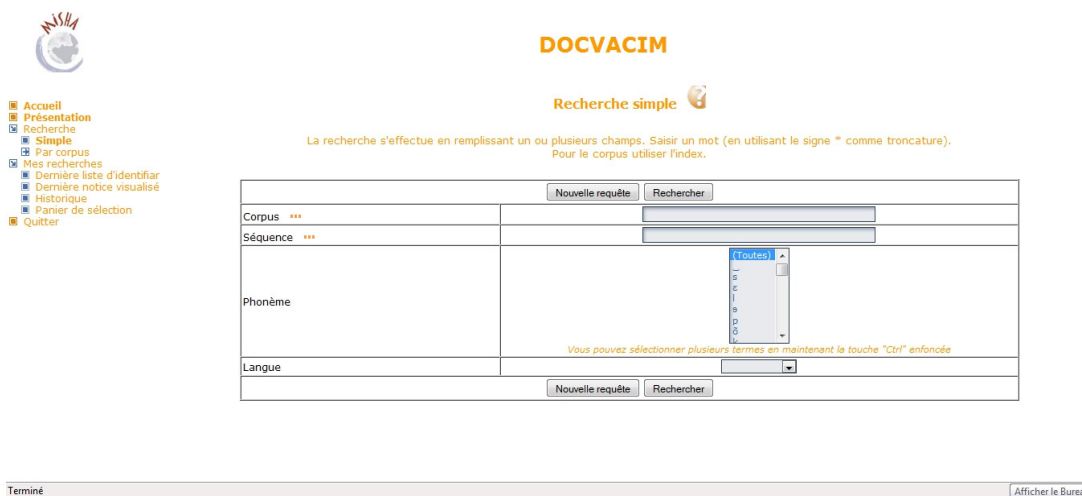 MISHA
DOCVACIM
Recherche simple ?
Accueil
Présentation
Recherche
Simple
Par corpus
Mes recherches
Dernière liste d'identifiar
Dernière notice visualisé
Historique
Panier de sélection
Quitter
La recherche s'effectue en remplissant un ou plusieurs champs. Saisir un mot (en utilisant le signe * comme troncature).
Pour le corpus utiliser l'index.
Nouvelle requête Rechercher
Corpus
Séquence
Phonème
(Toutes)
_
s
ɛ
l
ə
p
õ
Vous pouvez sélectionner plusieurs termes en maintenant la touche "Ctrl" enfoncée
Langue
Nouvelle requête Rechercher
Terminé
Afficher le Burea